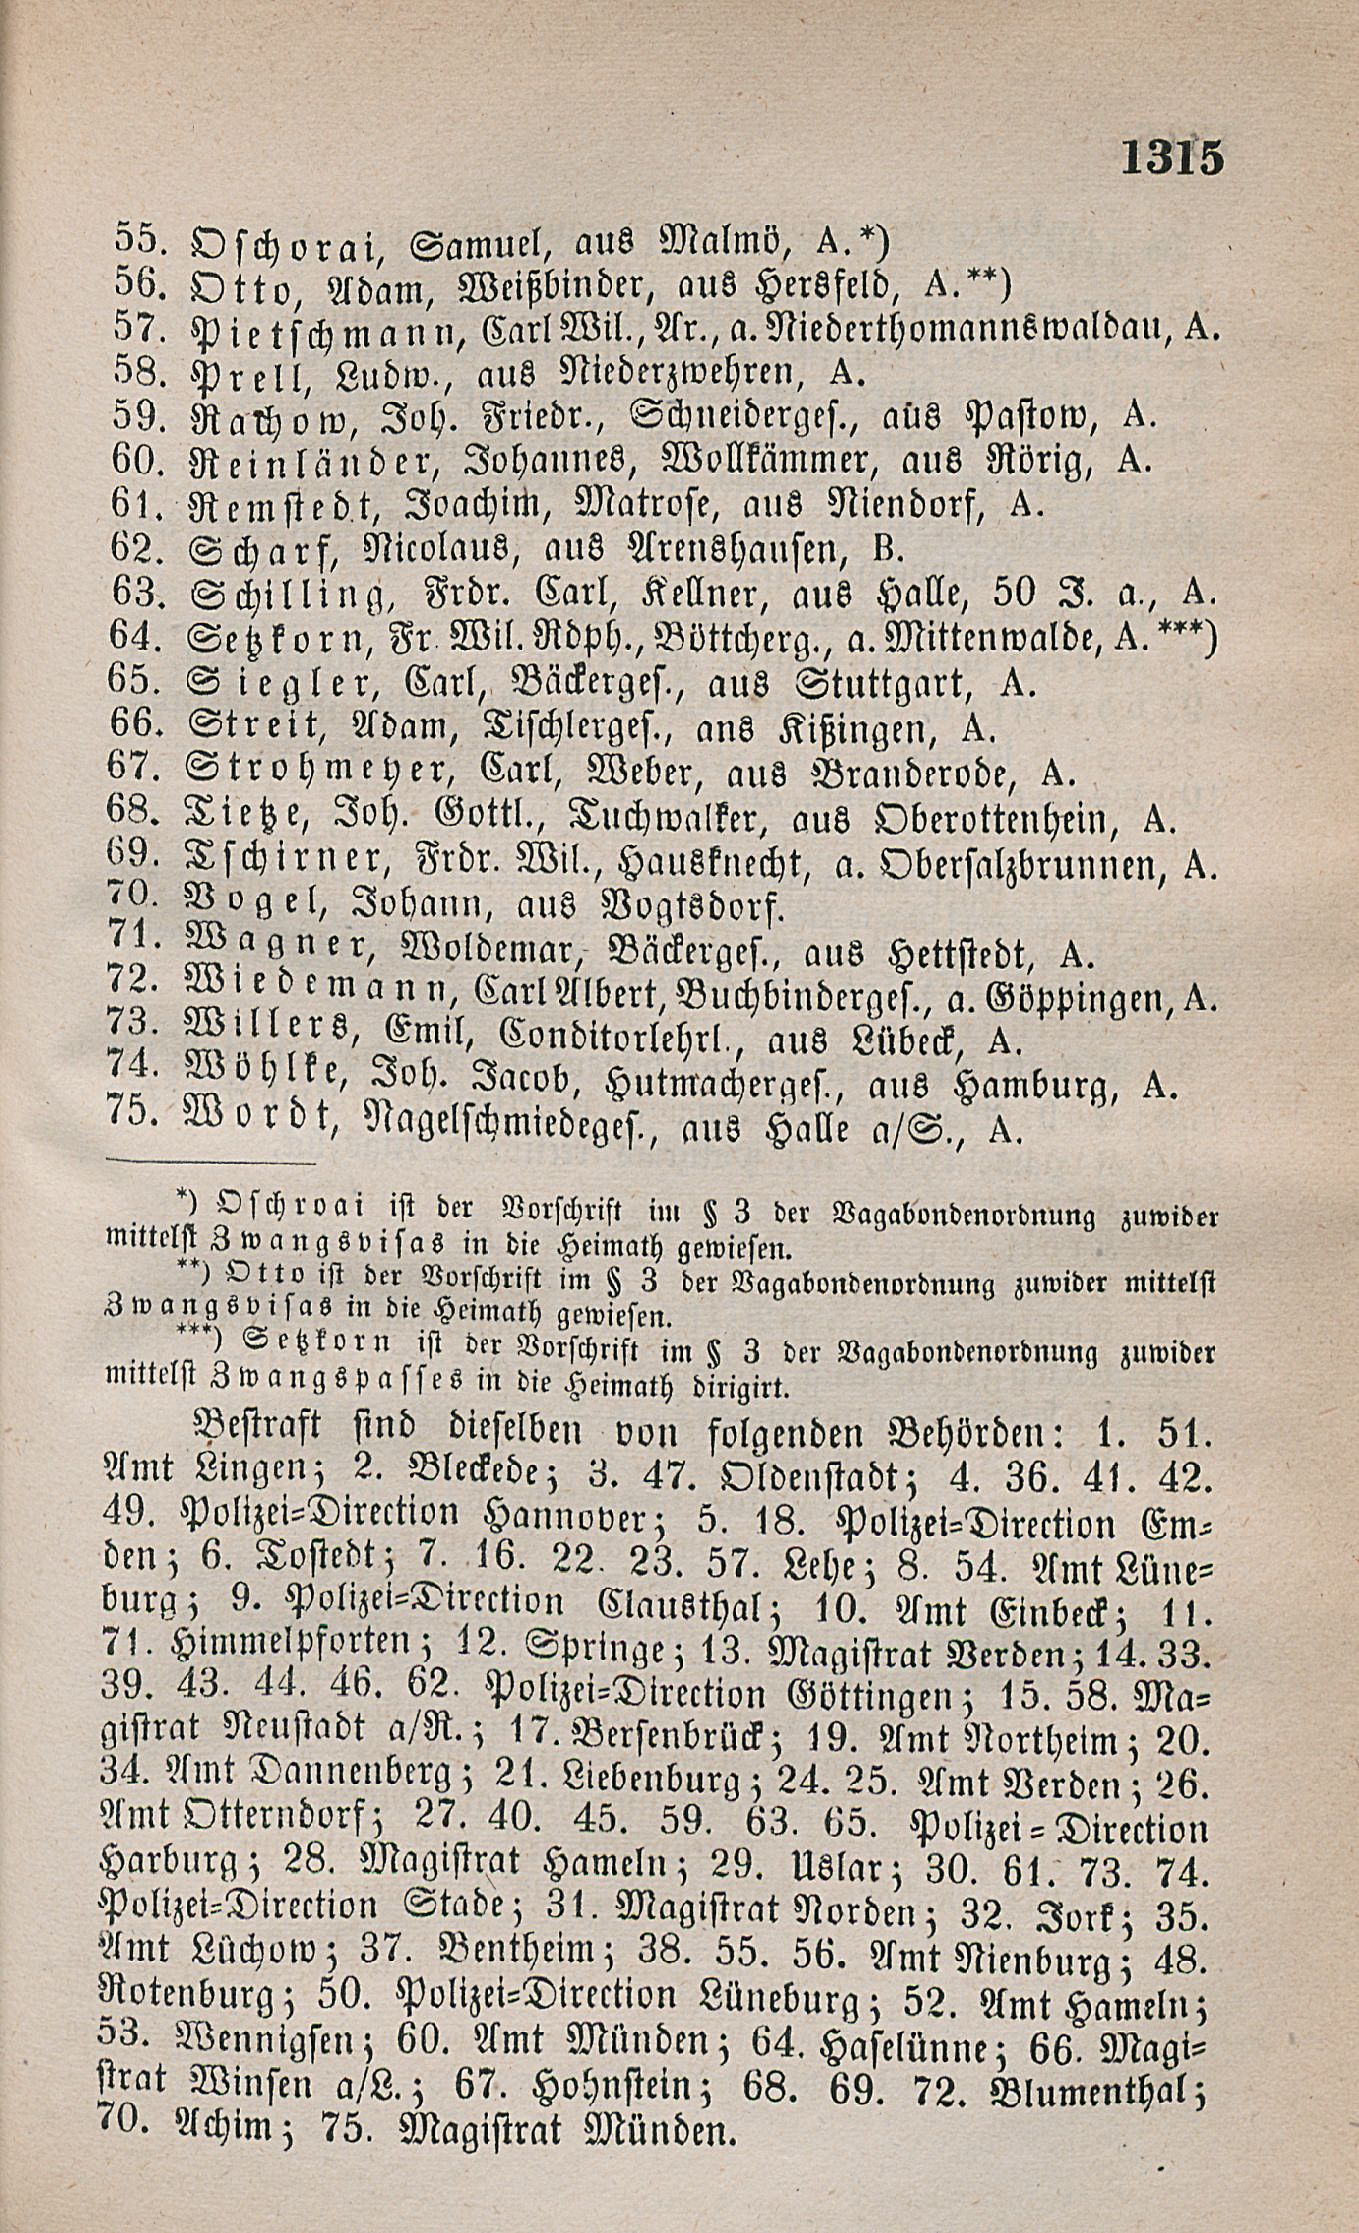 1315
55. Oschorai, Samuel, aus Malmö, A.*)
56. Otto, Adam, Weißbinder, aus Hersfeld, A.**)
57. Pietschmann, Carl Wil., Ar., a. Niederthomannswaldau, A.
58. Prell, Ludw., aus Niederzwehren, A.
59. Rathow, Joh. Friedr., Schneiderges., aus Pastow, A.
60. Reinländer, Johannes, Wollkämmer, aus Rörig, A.
61. Remstedt, Joachim, Matrose, aus Niendorf, A.
62. Scharf, Nicolaus, aus Arenshausen, B.
63. Schilling, Frdr. Carl, Kellner, aus Halle, 50 J. a., A.
64. Setzkorn, Fr. Wil. Rdph., Böttcherg., a. Mittenwalde, A.***)
65. Siegler, Carl, Bäckerges., aus Stuttgart, A.
66. Streit, Adam, Tischlerges., ans Kißingen, A.
67. Strohmeyer, Carl, Weber, aus Branderode, A.
68. Tietze, Joh. Gottl., Tuchwalker, aus Oberottenhein, A.
69. Tschirner, Frdr. Wil., Hausknecht, a. Obersalzbrunnen, A.
70. Vogel, Johann, aus Vogtsdorf.
71. Wagner, Woldemar, Bäckerges., aus Hettstedt, A.
72. Wiedemann, Carl Albert, Buchbinderges., a. Göppingen, A.
73. Willers, Emil, Conditorlehrl., aus Lübeck, A.
74. Wöhlke, Joh. Jacob, Hutmacherges., aus Hamburg, A.
75. Wordt, Nagelschmiedeges., aus Halle a/S., A.
*) Oschroai ist der Vorschrift im § 3 der Vagabondenordnung zuwider
mittelst Zwangsvisas in die Heimath gewiesen.
**) Otto ist der Vorschrift im § 3 der Vagabondenordnung zuwider mittelst
Zwangsvisas in die Heimath gewiesen.
***) Setzkorn ist der Vorschrift im § 3 der Vagabondenordnung zuwider
mittelst Zwangspasses in die Heimath dirigirt.
Bestraft sind dieselben von folgenden Behörden: 1. 51.
Amt Lingen; 2. Bleckede; 3. 47. Oldenstadt; 4. 36. 41. 42.
49. Polizei-Direction Hannover; 5. 18. Polizei-Direction Em-
den; 6. Tostedt; 7. 16. 22. 23. 57. Lehe; 8. 54. Amt Lüne-
burg; 9. Polizei-Direction Clausthal; 10. Amt Einbeck; 11.
71. Himmelpforten; 12. Springe; 13. Magistrat Verden; 14. 33.
39. 43. 44. 46. 62. Polizei-Direction Göttingen; 15. 58. Ma-
gistrat Neustadt a/R.; 17. Bersenbrück; 19. Amt Northeim; 20.
34. Amt Dannenberg; 21. Liebenburg; 24. 25. Amt Verden; 26.
Amt Otterndorf; 27. 40. 45. 59. 63. 65. Polizei-Direction
Harburg; 28. Magistrat Hameln; 29. Uslar; 30. 61. 73. 74.
Polizei-Direction Stade; 31. Magistrat Norden; 32. Jork; 35.
Amt Lüchow; 37. Bentheim; 38. 55. 56. Amt Nienburg; 48.
Rotenburg; 50. Polizei-Direction Lüneburg; 52. Amt Hameln;
53. Wennigsen; 60. Amt Münden; 64. Haselünne; 66. Magi-
strat Winsen a/L.; 67. Hohnstein; 68. 69. 72. Blumenthal;
70. Achim; 75. Magistrat Münden.